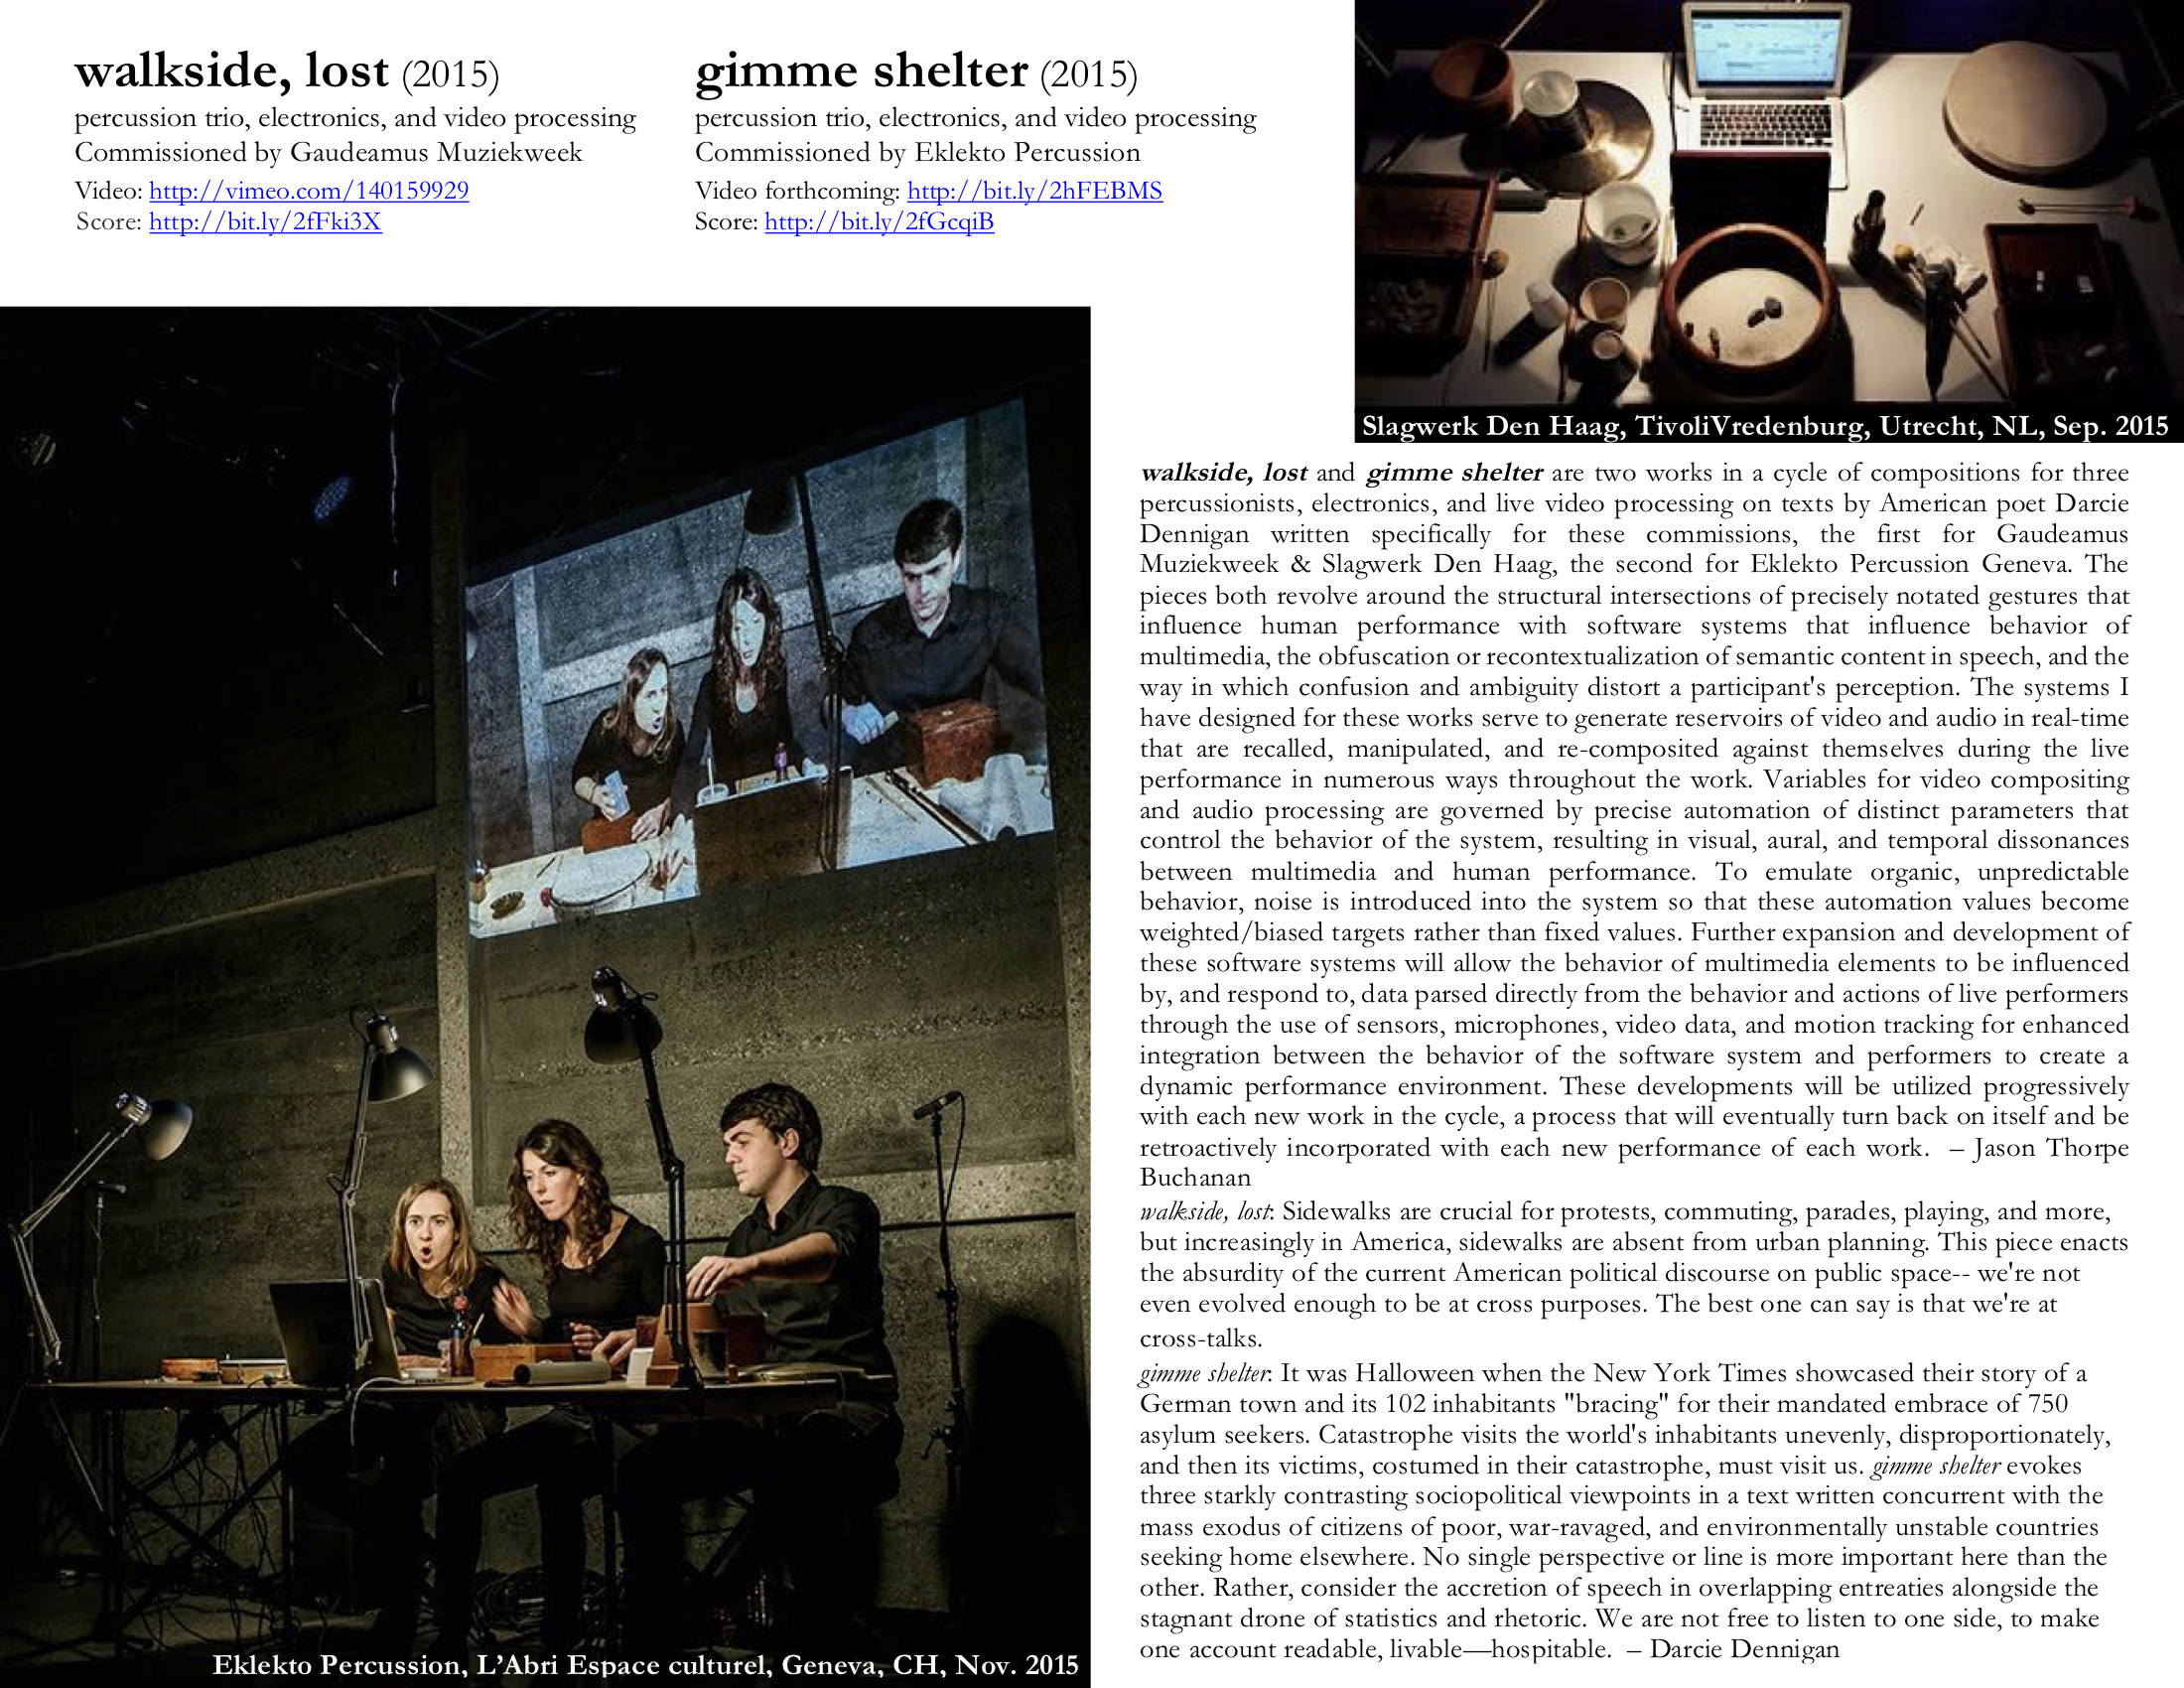 walkside, lost (2015)
percussion trio, electronics, and video processing
Commissioned by Gaudeamus Muziekweek
Video: http://vimeo.com/140159929
Score: http://bit.ly/2fFki3X
gimme shelter (2015)
percussion trio, electronics, and video processing
Commissioned by Eklekto Percussion
Video forthcoming: http://bit.ly/2hFEBMS
Score: http://bit.ly/2fGcqiB
Slagwerk Den Haag, TivoliVredenburg, Utrecht, NL, Sep. 2015
walkside, lost and gimme shelter are two works in a cycle of compositions for three
percussionists, electronics, and live video processing on texts by American poet Darcie
Dennigan written specifically for these commissions, the first for Gaudeamus
Muziekweek & Slagwerk Den Haag, the second for Eklekto Percussion Geneva. The
pieces both revolve around the structural intersections of precisely notated gestures that
influence human performance with software systems that influence behavior of
multimedia, the obfuscation or recontextualization of semantic content in speech, and the
way in which confusion and ambiguity distort a participant's perception. The systems I
have designed for these works serve to generate reservoirs of video and audio in real-time
that are recalled, manipulated, and re-composited against themselves during the live
performance in numerous ways throughout the work. Variables for video compositing
and audio processing are governed by precise automation of distinct parameters that
control the behavior of the system, resulting in visual, aural, and temporal dissonances
between multimedia and human performance. To emulate organic, unpredictable
behavior, noise is introduced into the system so that these automation values become
weighted/biased targets rather than fixed values. Further expansion and development of
these software systems will allow the behavior of multimedia elements to be influenced
by, and respond to, data parsed directly from the behavior and actions of live performers
through the use of sensors, microphones, video data, and motion tracking for enhanced
integration between the behavior of the software system and performers to create a
dynamic performance environment. These developments will be utilized progressively
with each new work in the cycle, a process that will eventually turn back on itself and be
retroactively incorporated with each new performance of each work. – Jason Thorpe
Buchanan
walkside, lost: Sidewalks are crucial for protests, commuting, parades, playing, and more,
but increasingly in America, sidewalks are absent from urban planning. This piece enacts
the absurdity of the current American political discourse on public space-- we're not
even evolved enough to be at cross purposes. The best one can say is that we're at
cross-talks.
gimme shelter: It was Halloween when the New York Times showcased their story of a
German town and its 102 inhabitants "bracing" for their mandated embrace of 750
asylum seekers. Catastrophe visits the world's inhabitants unevenly, disproportionately,
and then its victims, costumed in their catastrophe, must visit us. gimme shelter evokes
three starkly contrasting sociopolitical viewpoints in a text written concurrent with the
mass exodus of citizens of poor, war-ravaged, and environmentally unstable countries
seeking home elsewhere. No single perspective or line is more important here than the
other. Rather, consider the accretion of speech in overlapping entreaties alongside the
stagnant drone of statistics and rhetoric. We are not free to listen to one side, to make
one account readable, livable—hospitable. – Darcie Dennigan
Eklekto Percussion, L’Abri Espace culturel, Geneva, CH, Nov. 2015